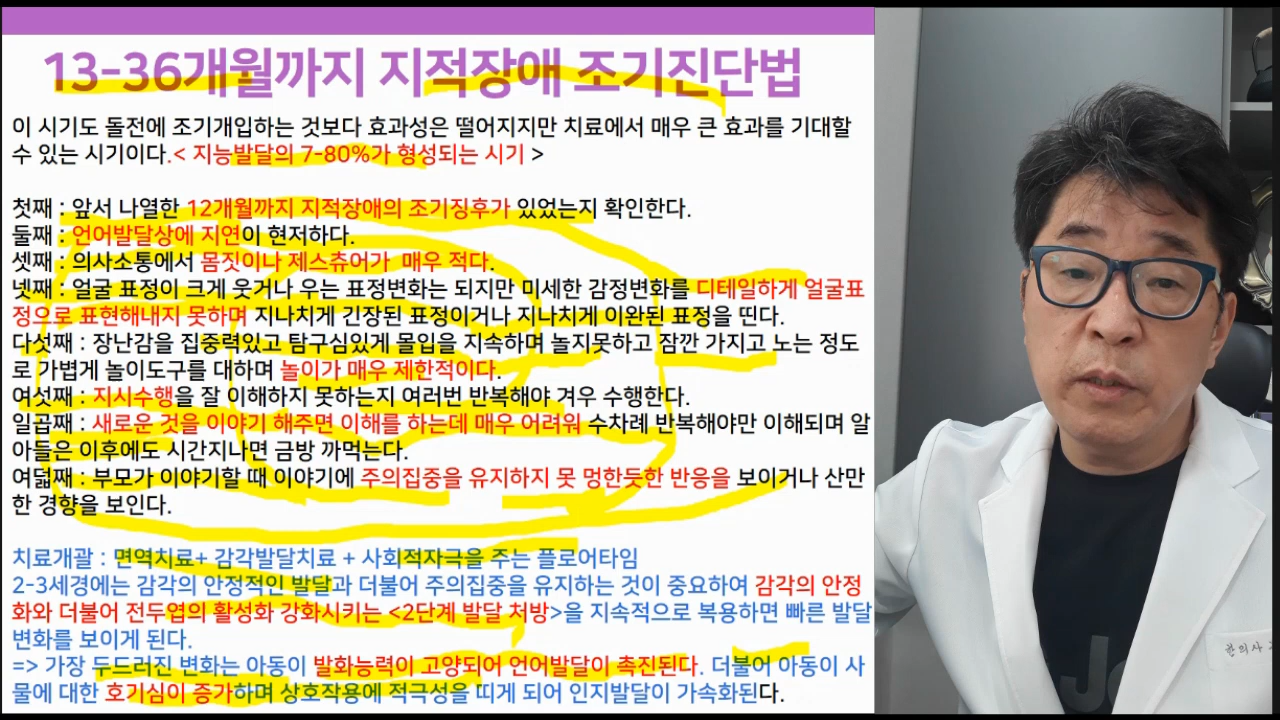 13-36개월까지 지적장애 조기진단법
이 시기도 돌전에 조기개입하는 것보다 효과성은 떨어지지만 치료에서 매우 큰 효과를 기대할
수 있는 시기이다.< 지능발달의 7-80%가 형성되는 시기 >
첫째 : 앞서 나열한 12개월까지 지적장애의 조기징후가 있었는지 확인한다.
둘째 : 언어발달상에 지연이 현저하다.
셋째 : 의사소통에서 몸짓이나 제스츄어가 매우 적다.
넷째 : 얼굴 표정이 크게 웃거나 우는 표정변화는 되지만 미세한 감정변화를 디테일하게 얼굴표
정으로 표현해내지 못하며 지나치게 긴장된 표정이거나 지나치게 이완된 표정을 띤다.
다섯째 : 장난감을 집중력있고 탐구심있게 몰입을 지속하며 놀지못하고 잠깐 가지고 노는 정도
로 가볍게 놀이도구를 대하며 놀이가 매우 제한적이다.
여섯째 : 지시수행을 잘 이해하지 못하는지 여러번 반복해야 겨우 수행한다.
일곱째 : 새로운 것을 이야기 해주면 이해를 하는데 매우 어려워 수차례 반복해야만 이해되며 알
아들은 이후에도 시간지나면 금방 까먹는다.
여덟째 : 부모가 이야기할 때 이야기에 주의집중을 유지하지 못 멍한듯한 반응을 보이거나 산만
한 경향을 보인다.
치료개괄 : 면역치료+ 감각발달치료 + 사회적자극을 주는 플로어타임
2-3세경에는 감각의 안정적인 발달과 더불어 주의집중을 유지하는 것이 중요하여 감각의 안정
화와 더불어 전두엽의 활성화 강화시키는 <2단계 발달 처방>을 지속적으로 복용하면 빠른 발달
변화를 보이게 된다.
=> 가장 두드러진 변화는 아동이 발화능력이 고양되어 언어발달이 촉진된다. 더불어 아동이 사
물에 대한 호기심이 증가하며 상호작용에 적극성을 띠게 되어 인지발달이 가속화된다.
한의사